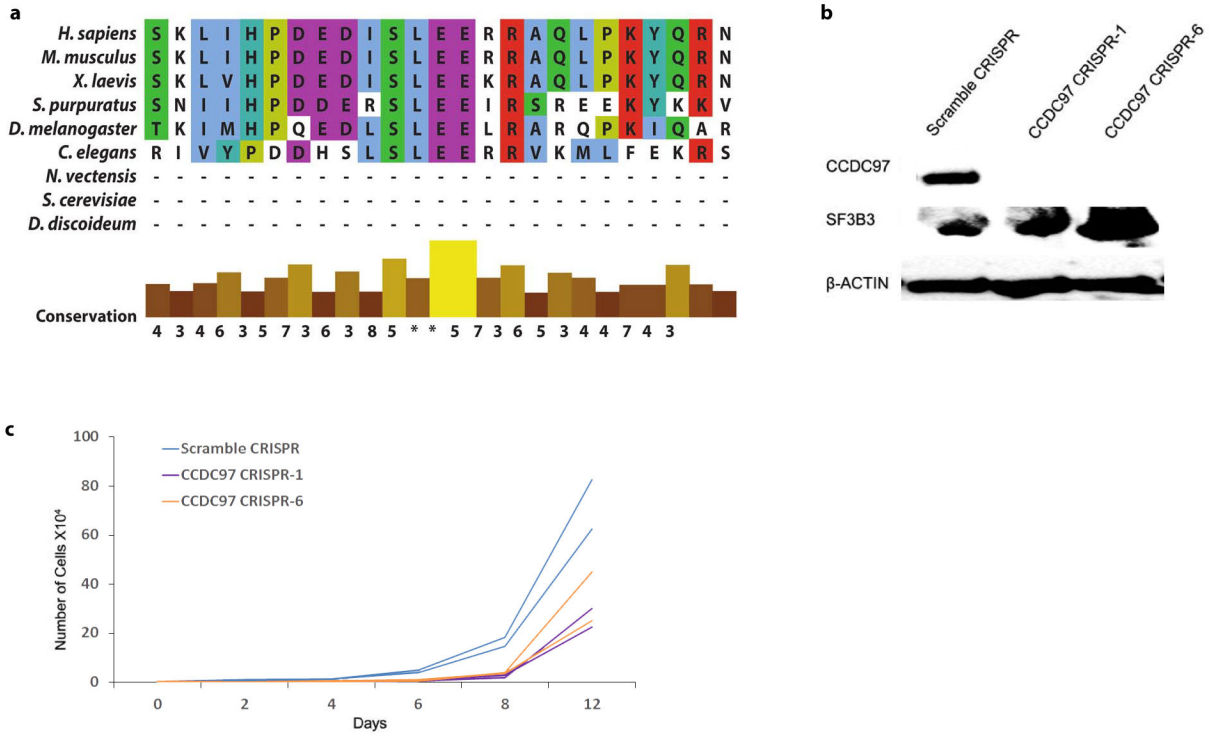 a
H. sapiens S K L I H P D E D I S L E E R R A Q L P K Y Q R N
M. musculus S K L I H P D E D I S L E E R R A Q L P K Y Q R N
X. laevis S K L V H P D E D I S L E E K R A Q L P K Y Q R N
S. purpuratus S N I I H P D D E R S L E E I R S R E E K Y K K V
D. melanogaster T K I M H P Q E D L S L E E L R A R Q P K I Q A R
C. elegans R I V Y P D D H S L S L E E R R V K M L F E K R S
N. vectensis - - - - - - - - - - - - - - - - - - - - - - - - -
S. cerevisiae - - - - - - - - - - - - - - - - - - - - - - - - -
D. discoideum - - - - - - - - - - - - - - - - - - - - - - - - -
Conservation
4 3 4 6 3 5 7 3 6 3 8 5 * * 5 7 3 6 5 3 4 4 7 4 3
b
Scramble CRISPR
CCDC97 CRISPR-1
CCDC97 CRISPR-6
CCDC97
SF3B3
β-ACTIN
c
Number of Cells X10⁴
100
80
60
40
20
0
Scramble CRISPR
CCDC97 CRISPR-1
CCDC97 CRISPR-6
0 2 4 6 8 12
Days